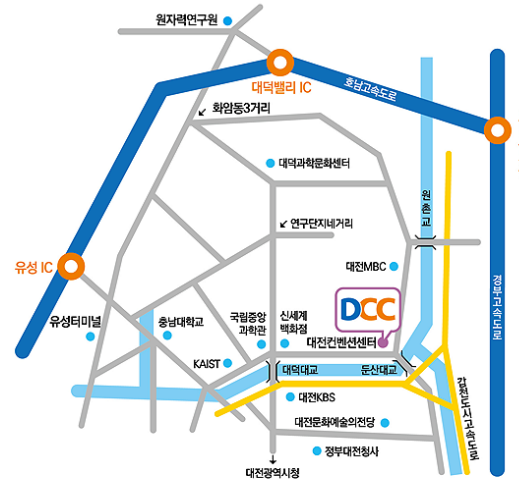 원자력연구원
대덕밸리 IC
호남고속도로
↙ 화암동3거리
대덕과학문화센터
원촌교
↙ 연구단지네거리
유성 IC
대전MBC
경부고속도로
DCC
유성터미널
충남대학교
국립중앙
과학관
신세계
백화점
대전컨벤션센터
KAIST
대덕대교
둔산대교
갑천도시고속도로
대전KBS
대전문화예술의전당
정부대전청사
↓
대전광역시청